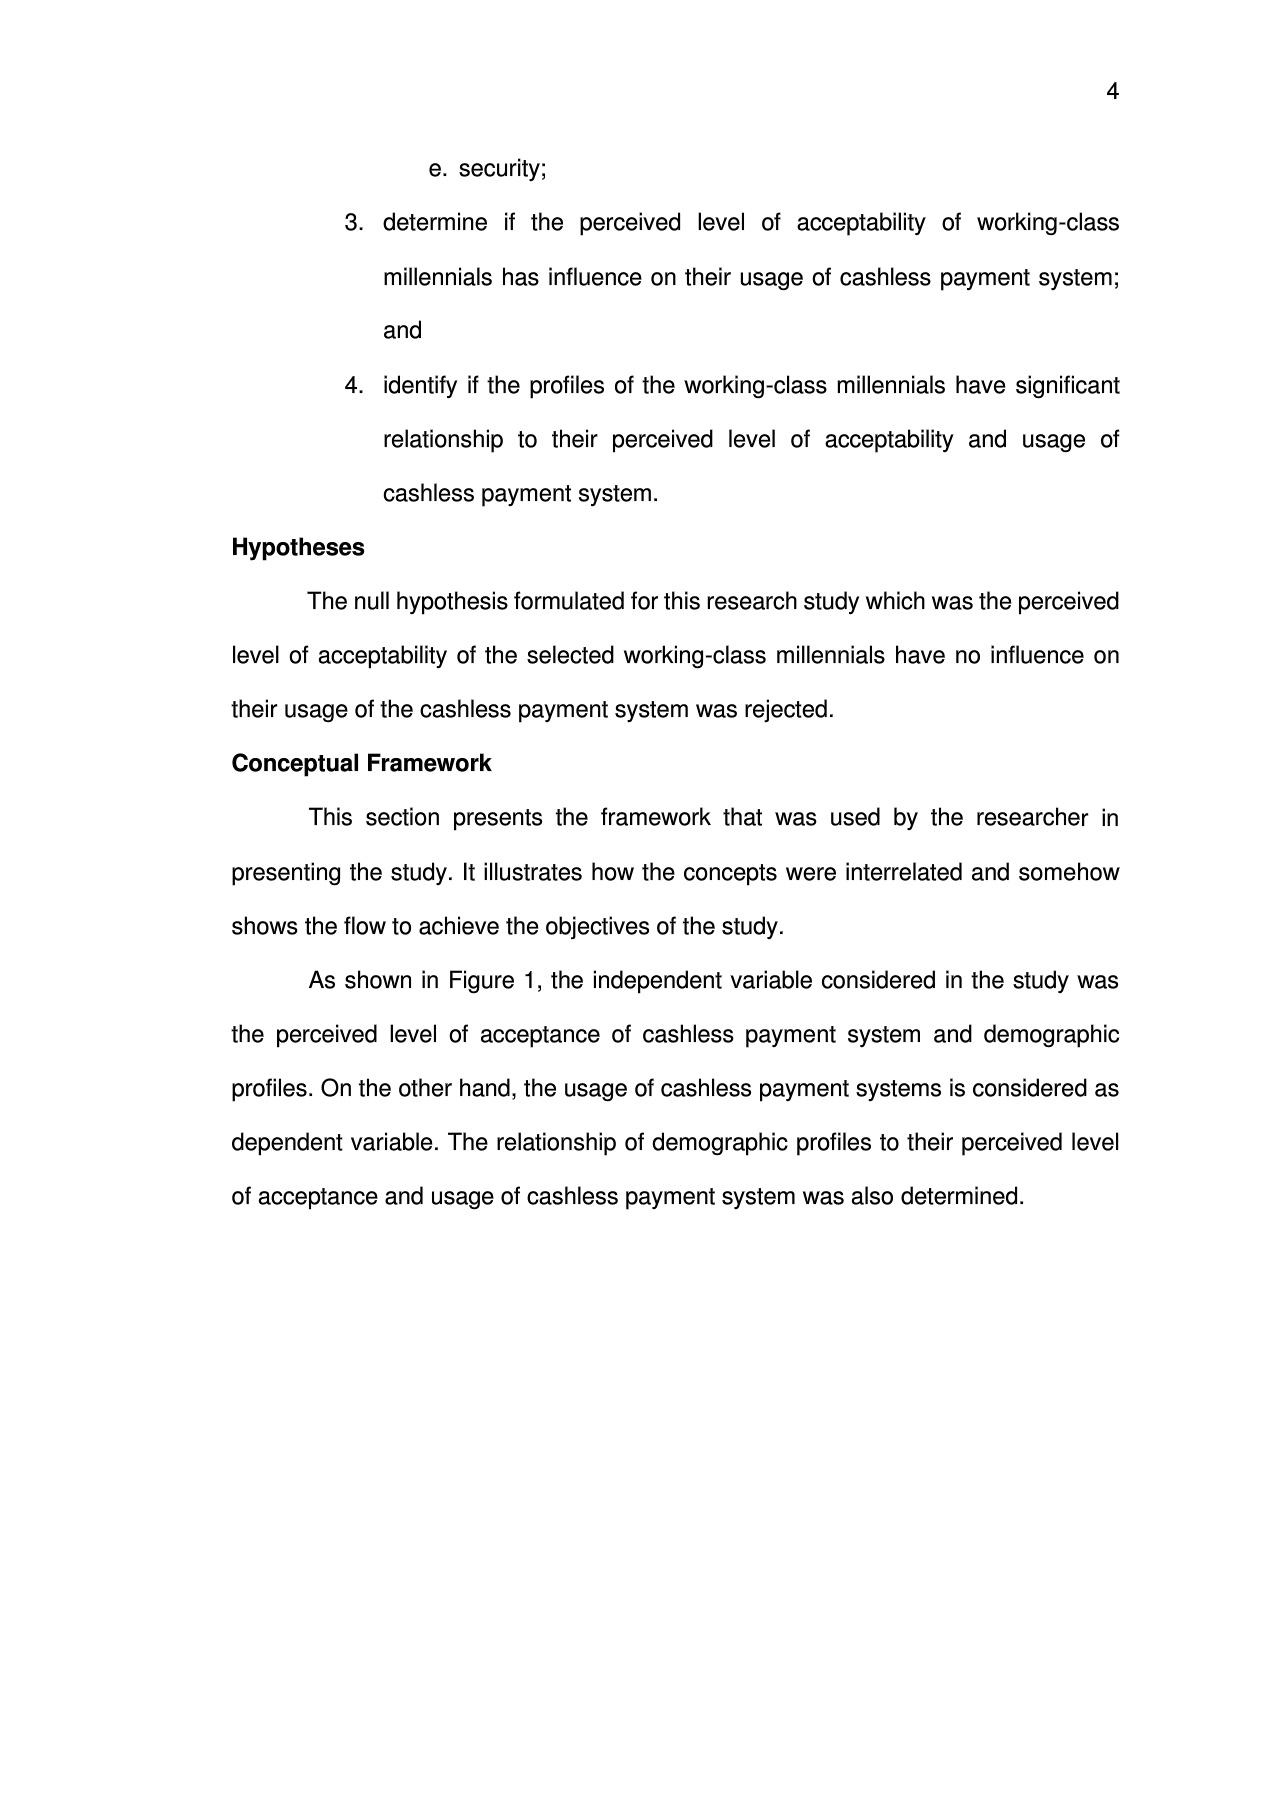 4
e. security;
3. determine if the perceived level of acceptability of working-class
millennials has influence on their usage of cashless payment system;
and
4. identify if the profiles of the working-class millennials have significant
relationship to their perceived level of acceptability and usage of
cashless payment system.
Hypotheses
The null hypothesis formulated for this research study which was the perceived
level of acceptability of the selected working-class millennials have no influence on
their usage of the cashless payment system was rejected.
Conceptual Framework
This section presents the framework that was used by the researcher in
presenting the study. It illustrates how the concepts were interrelated and somehow
shows the flow to achieve the objectives of the study.
As shown in Figure 1, the independent variable considered in the study was
the perceived level of acceptance of cashless payment system and demographic
profiles. On the other hand, the usage of cashless payment systems is considered as
dependent variable. The relationship of demographic profiles to their perceived level
of acceptance and usage of cashless payment system was also determined.